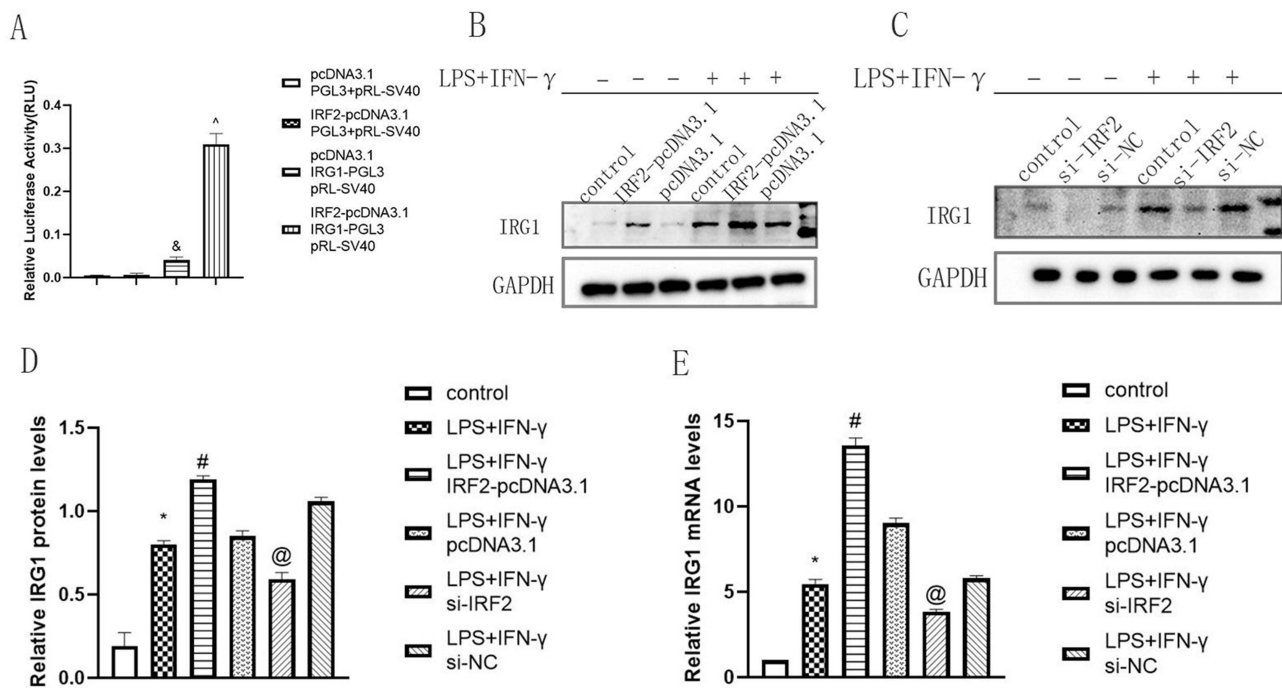 A
Relative Luciferase Activity(RLU)
0.4
0.3
0.2
0.1
0.0
&
^
pcDNA3.1
PGL3+pRL-SV40
IRF2-pcDNA3.1
PGL3+pRL-SV40
pcDNA3.1
IRG1-PGL3
pRL-SV40
IRF2-pcDNA3.1
IRG1-PGL3
pRL-SV40
B
LPS+IFN-γ − − − + + +
control
IRF2-pcDNA3.1
pcDNA3.1
control
IRF2-pcDNA3.1
pcDNA3.1
IRG1
GAPDH
C
LPS+IFN-γ − − − + + +
control
si-IRF2
si-NC
control
si-IRF2
si-NC
IRG1
GAPDH
D
Relative IRG1 protein levels
1.5
1.0
0.5
0.0
*
#
@
control
LPS+IFN-γ
LPS+IFN-γ
IRF2-pcDNA3.1
LPS+IFN-γ
pcDNA3.1
LPS+IFN-γ
si-IRF2
LPS+IFN-γ
si-NC
E
Relative IRG1 mRNA levels
15
10
5
0
*
#
@
control
LPS+IFN-γ
LPS+IFN-γ
IRF2-pcDNA3.1
LPS+IFN-γ
pcDNA3.1
LPS+IFN-γ
si-IRF2
LPS+IFN-γ
si-NC